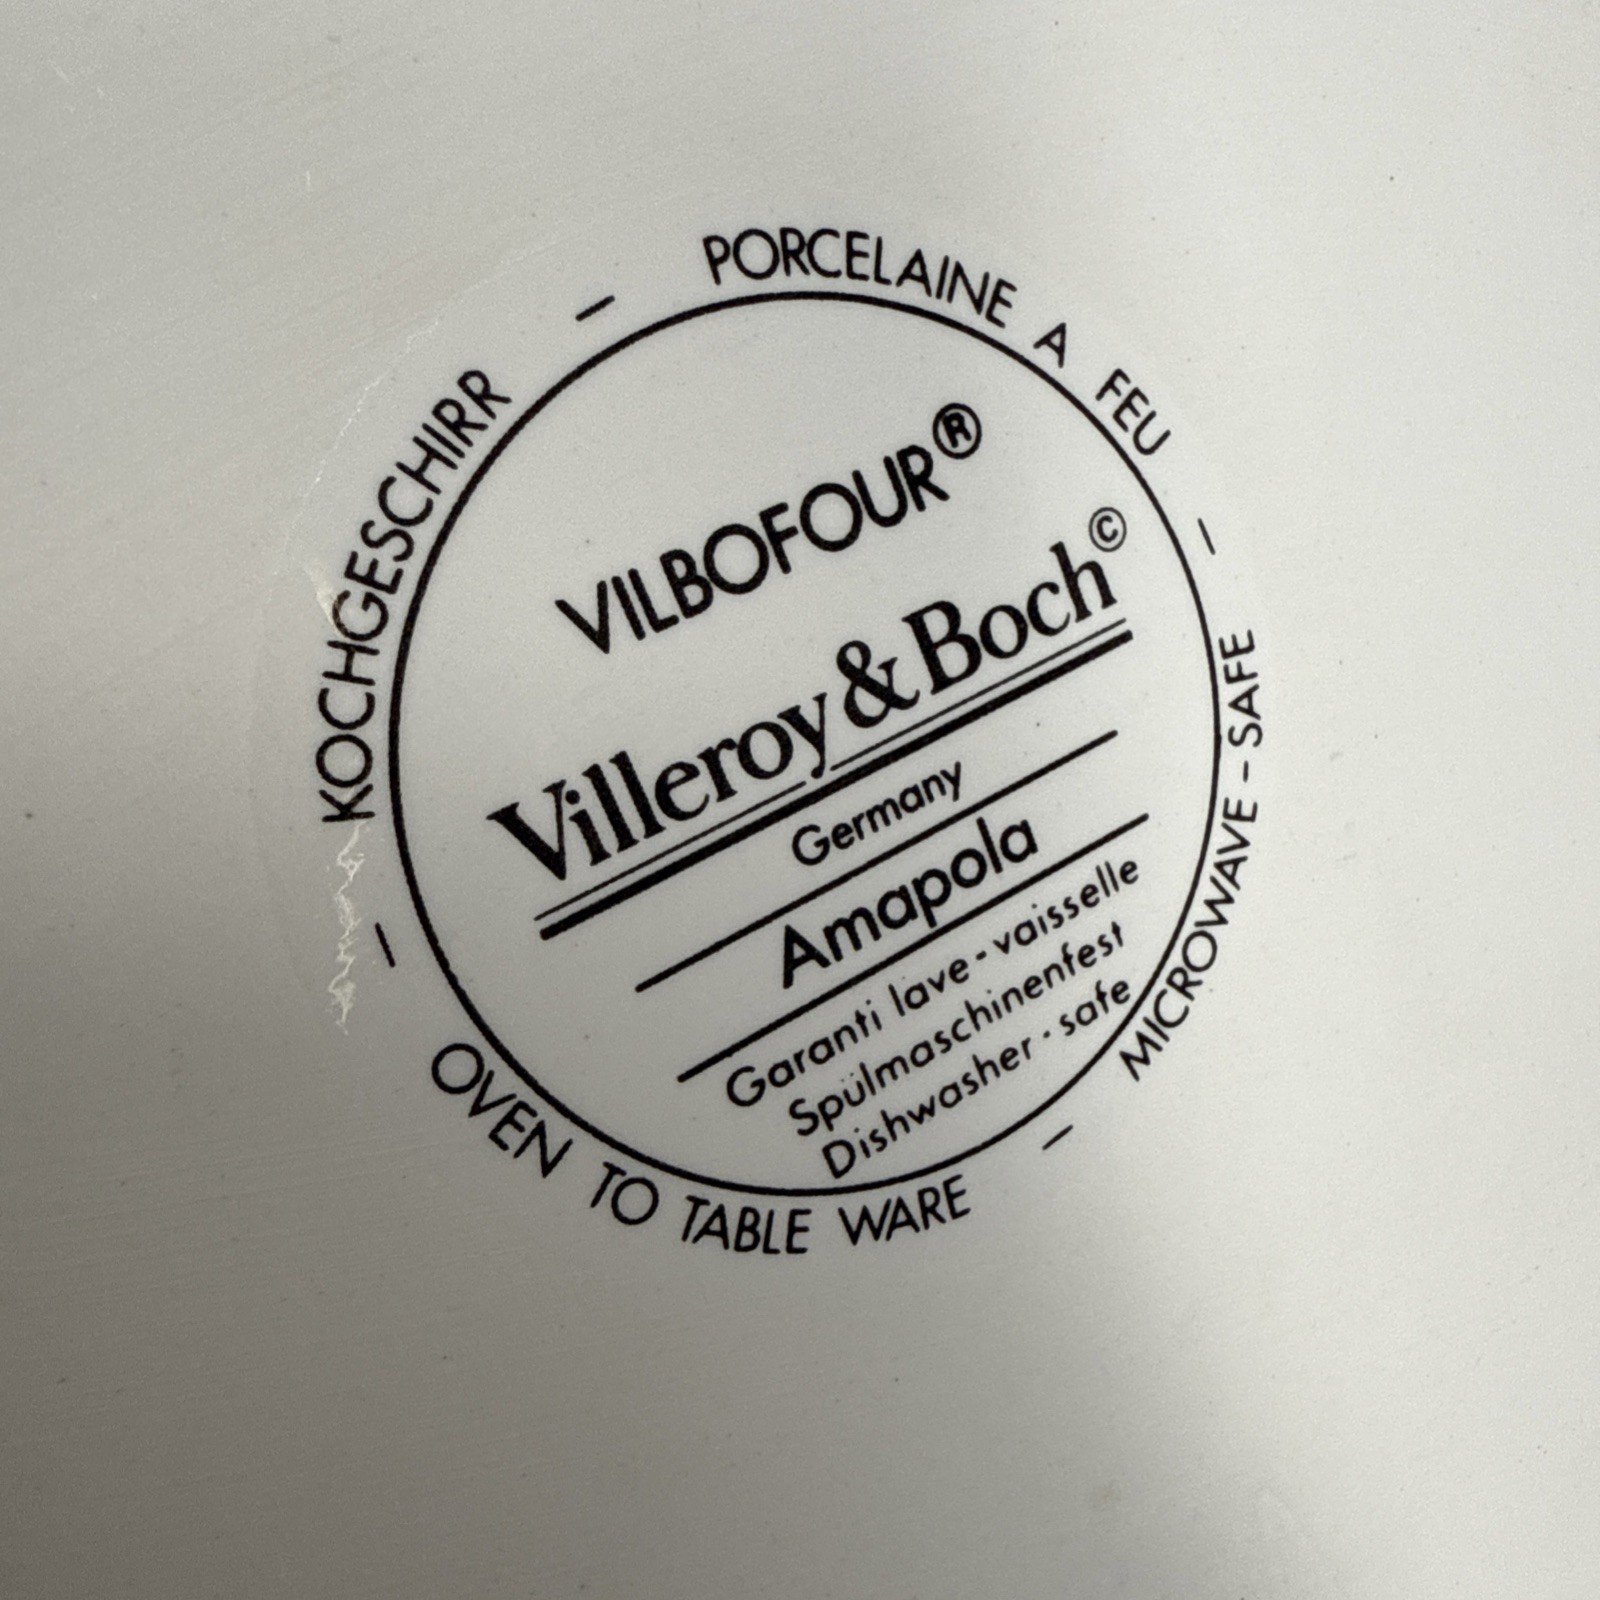 KOCHGESCHIRR – PORCELAINE A FEU – MICROWAVE-SAFE – OVEN TO TABLE WARE –
VILBOFOUR®
Villeroy & Boch©
Germany
Amapola
Garanti lave-vaisselle
Spülmaschinenfest
Dishwasher·safe